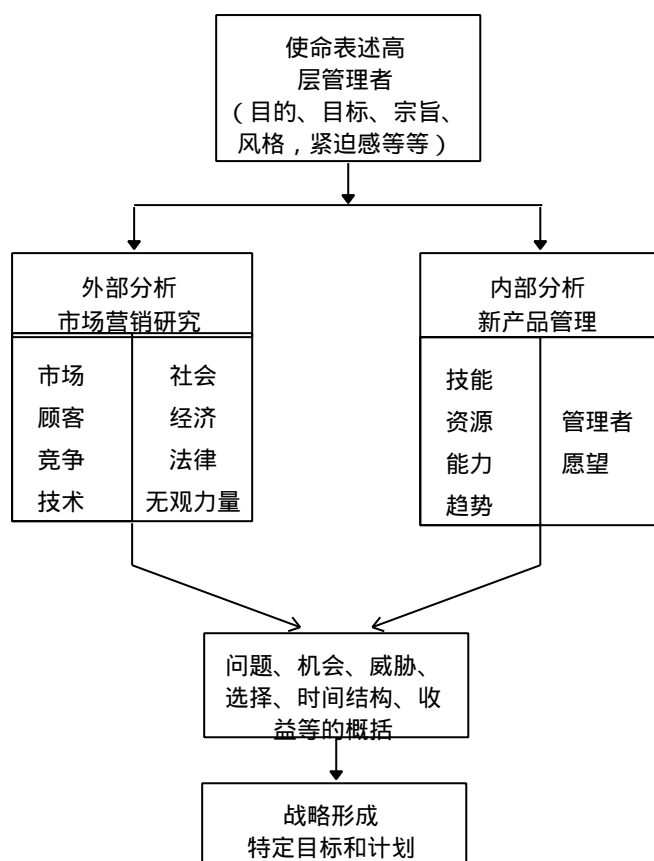 使命表述高
层管理者
（目的、目标、宗旨、
风格，紧迫感等等）
外部分析
市场营销研究
市场
顾客
竞争
技术
社会
经济
法律
无观力量
内部分析
新产品管理
技能
资源
能力
趋势
管理者
愿望
问题、机会、威胁、
选择、时间结构、收
益等的概括
战略形成
特定目标和计划